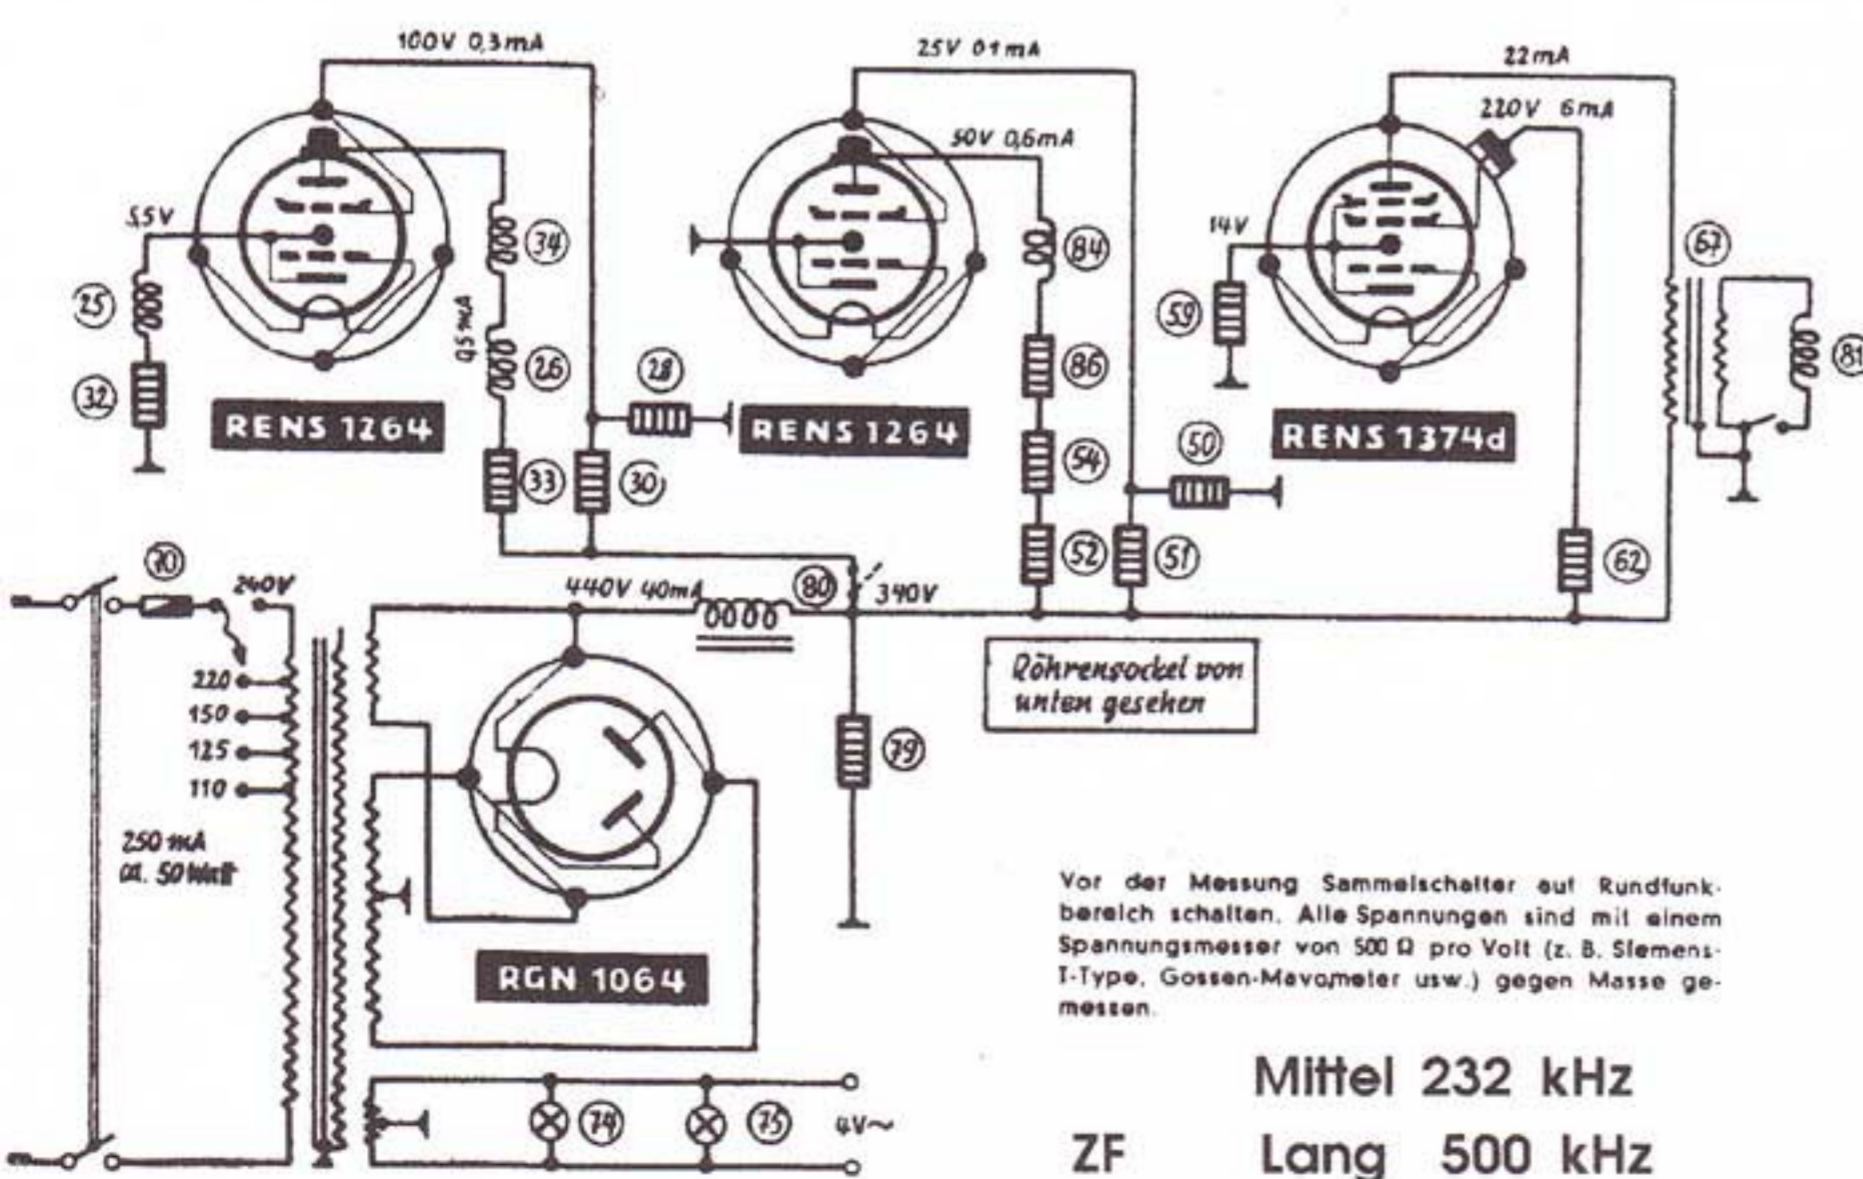 100V 0,3mA
25V 01mA
22mA
220V 6mA
50V 0,6mA
5,5V
14V
34
84
67
25
59
81
0,5mA
26
28
86
32
RENS 1264
RENS 1264
RENS 1374d
50
54
33
30
52
51
62
70
240V
440V 40mA
80
340V
220
150
125
110
Röhrensockel von
unten gesehen
79
250 mA
ca. 50 Watt
Vor der Messung Sammelschalter auf Rundfunk-
bereich schalten. Alle Spannungen sind mit einem
Spannungsmesser von 500 Ω pro Volt (z. B. Siemens-
I-Type, Gossen-Mavometer usw.) gegen Masse ge-
messen.
RGN 1064
Mittel 232 kHz
74
75
4V~
ZF Lang 500 kHz